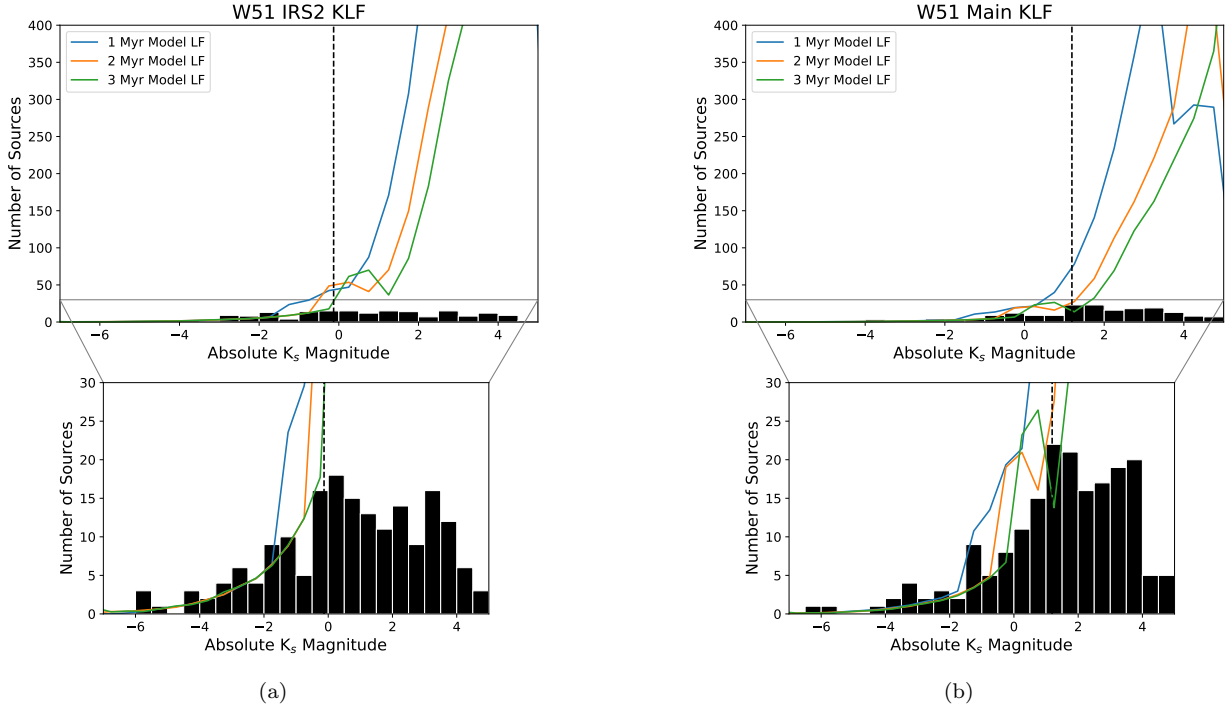 W51 IRS2 KLF
400
350
300
250
200
150
100
50
0
Number of Sources
1 Myr Model LF
2 Myr Model LF
3 Myr Model LF
−6 −4 −2 0 2 4
Absolute Ks Magnitude
30
25
20
15
10
5
0
Number of Sources
−6 −4 −2 0 2 4
Absolute Ks Magnitude
(a)
W51 Main KLF
400
350
300
250
200
150
100
50
0
Number of Sources
1 Myr Model LF
2 Myr Model LF
3 Myr Model LF
−6 −4 −2 0 2 4
Absolute Ks Magnitude
30
25
20
15
10
5
0
Number of Sources
−6 −4 −2 0 2 4
Absolute Ks Magnitude
(b)